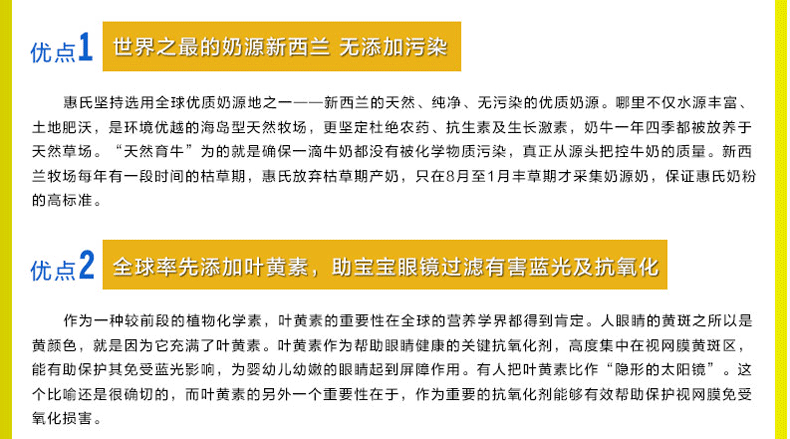 优点1 世界之最的奶源新西兰 无添加污染
惠氏坚持选用全球优质奶源地之一——新西兰的天然、纯净、无污染的优质奶源。哪里不仅水源丰富、
土地肥沃，是环境优越的海岛型天然牧场，更坚定杜绝农药、抗生素及生长激素，奶牛一年四季都被放养于
天然草场。“天然育牛”为的就是确保一滴牛奶都没有被化学物质污染，真正从源头把控牛奶的质量。新西
兰牧场每年有一段时间的枯草期，惠氏放弃枯草期产奶，只在8月至1月丰草期才采集奶源奶，保证惠氏奶粉
的高标准。
优点2 全球率先添加叶黄素，助宝宝眼镜过滤有害蓝光及抗氧化
作为一种较前段的植物化学素，叶黄素的重要性在全球的营养学界都得到肯定。人眼睛的黄斑之所以是
黄颜色，就是因为它充满了叶黄素。叶黄素作为帮助眼睛健康的关键抗氧化剂，高度集中在视网膜黄斑区，
能有助保护其免受蓝光影响，为婴幼儿幼嫩的眼睛起到屏障作用。有人把叶黄素比作“隐形的太阳镜”。这
个比喻还是很确切的，而叶黄素的另外一个重要性在于，作为重要的抗氧化剂能够有效帮助保护视网膜免受
氧化损害。